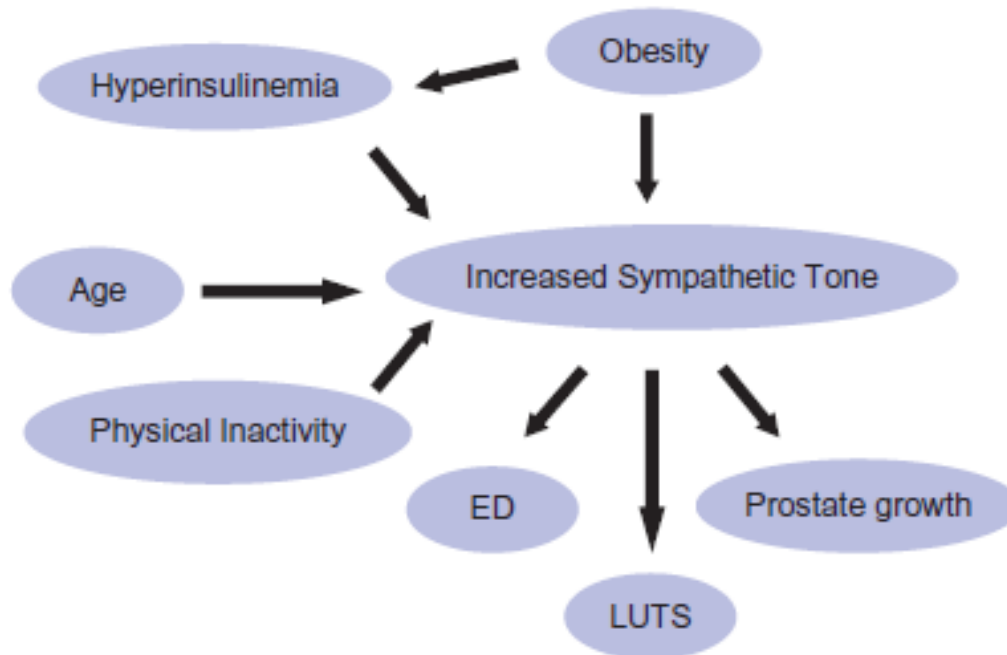 Obesity
Hyperinsulinemia
Increased Sympathetic Tone
Age
Physical Inactivity
ED
Prostate growth
LUTS